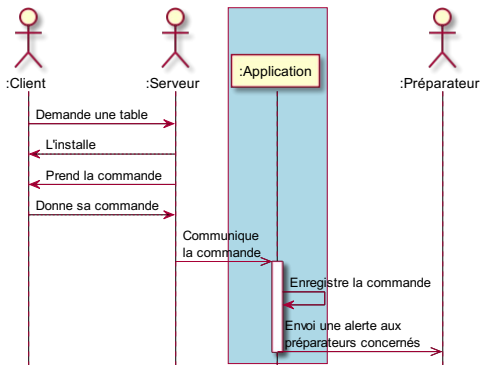 :Client
:Serveur
:Application
:Préparateur
Demande une table
L'installe
Prend la commande
Donne sa commande
Communique
la commande
Enregistre la commande
Envoi une alerte aux
préparateurs concernés